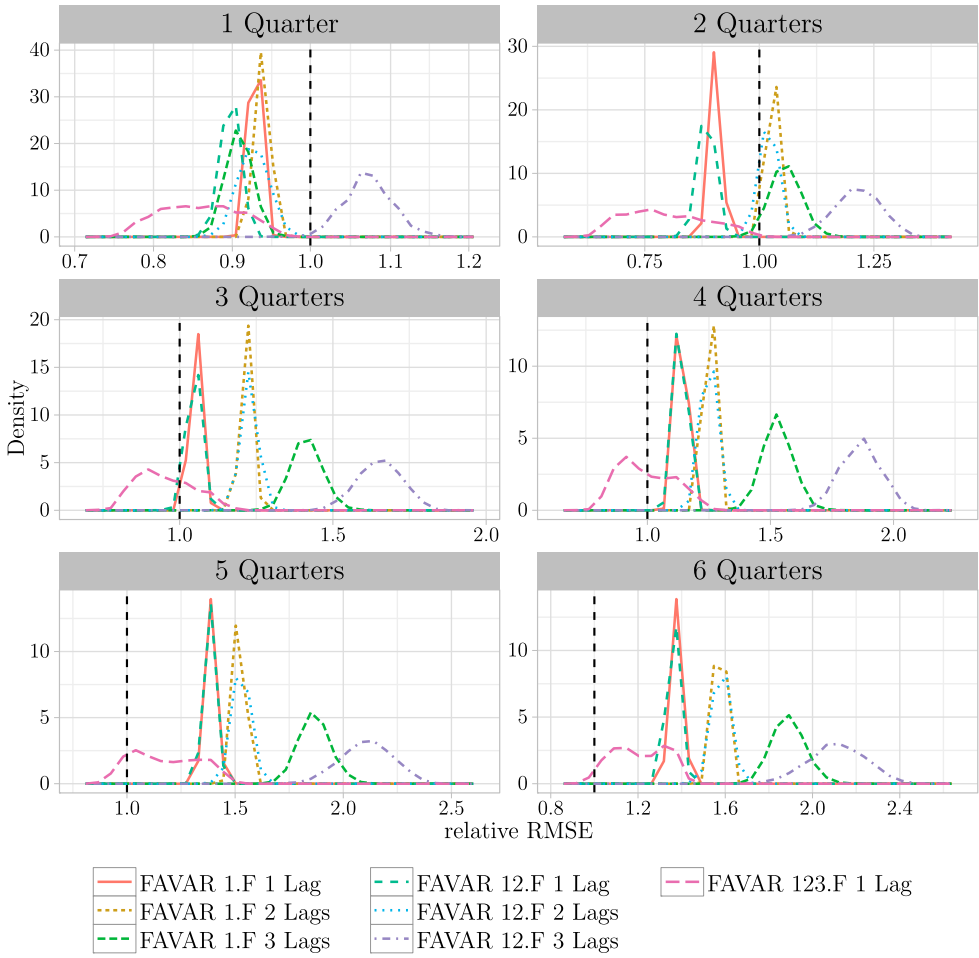 1 Quarter
2 Quarters
40
30
20
10
0
0.7 0.8 0.9 1.0 1.1 1.2
30
20
10
0
0.75 1.00 1.25
3 Quarters
4 Quarters
20
15
10
5
0
1.0 1.5 2.0
10
5
0
1.0 1.5 2.0
Density
5 Quarters
6 Quarters
10
5
0
1.0 1.5 2.0 2.5
10
5
0
0.8 1.2 1.6 2.0 2.4
relative RMSE
FAVAR 1.F 1 Lag
FAVAR 12.F 1 Lag
FAVAR 123.F 1 Lag
FAVAR 1.F 2 Lags
FAVAR 12.F 2 Lags
FAVAR 1.F 3 Lags
FAVAR 12.F 3 Lags